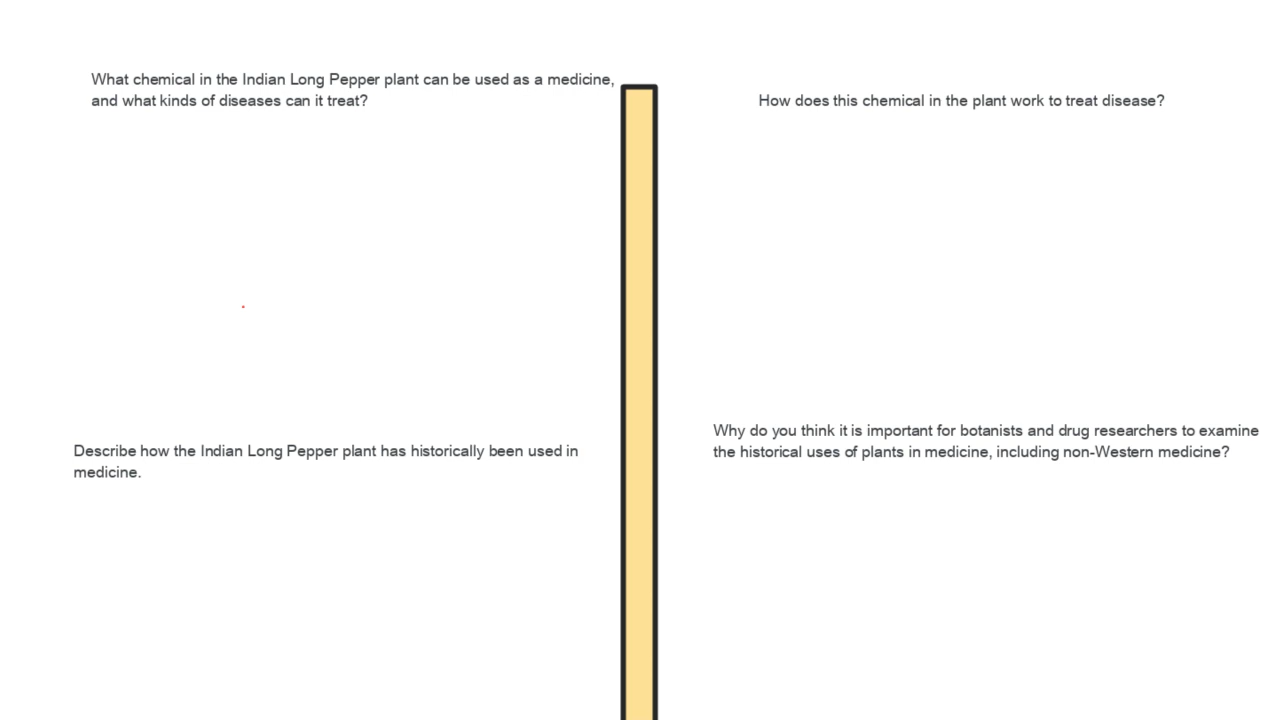 What chemical in the Indian Long Pepper plant can be used as a medicine,
and what kinds of diseases can it treat?
How does this chemical in the plant work to treat disease?
Describe how the Indian Long Pepper plant has historically been used in
medicine.
Why do you think it is important for botanists and drug researchers to examine
the historical uses of plants in medicine, including non-Western medicine?